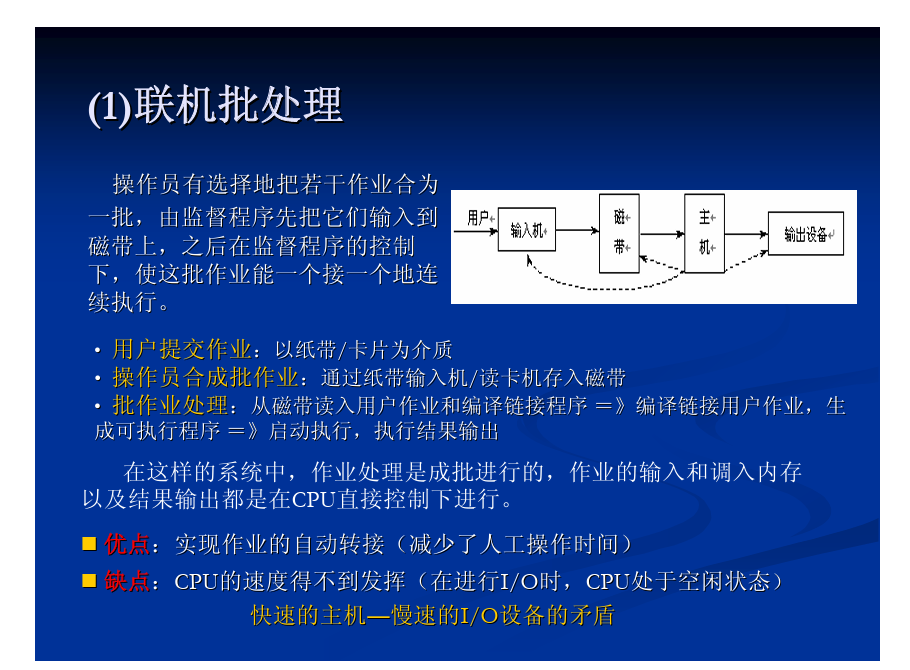 (1)联机批处理
操作员有选择地把若干作业合为
一批，由监督程序先把它们输入到
磁带上，之后在监督程序的控制
下，使这批作业能一个接一个地连
续执行。
用户
输入机
磁
带
主
机
输出设备
• 用户提交作业：以纸带/卡片为介质
• 操作员合成批作业：通过纸带输入机/读卡机存入磁带
• 批作业处理：从磁带读入用户作业和编译链接程序 ＝》编译链接用户作业，生
成可执行程序 ＝》启动执行，执行结果输出
在这样的系统中，作业处理是成批进行的，作业的输入和调入内存
以及结果输出都是在CPU直接控制下进行。
优点：实现作业的自动转接（减少了人工操作时间）
缺点：CPU的速度得不到发挥（在进行I/O时，CPU处于空闲状态）
快速的主机—慢速的I/O设备的矛盾